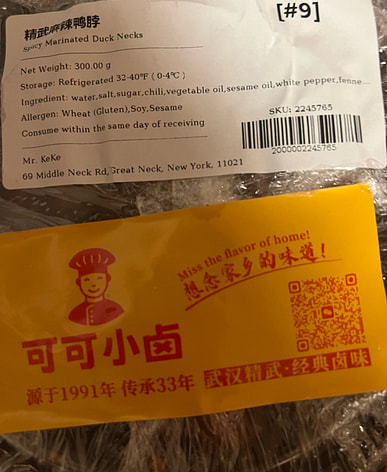 [#9]
精武麻辣鸭脖
Spicy Marinated Duck Necks
Net Weight: 300.00 g
Storage: Refrigerated 32-40°F ( 0-4℃ )
Ingredient: water,salt,sugar,chili,vegetable oil,sesame oil,white pepper,fenne...
Allergen: Wheat (Gluten),Soy,Sesame
Consume within the same day of receiving
SKU: 2245765
2000002245765
Mr. KeKe
69 Middle Neck Rd, Great Neck, New York, 11021
Miss the flavor of home!
想念家乡的味道!
可可小卤
源于1991年 传承33年
武汉精武·经典卤味